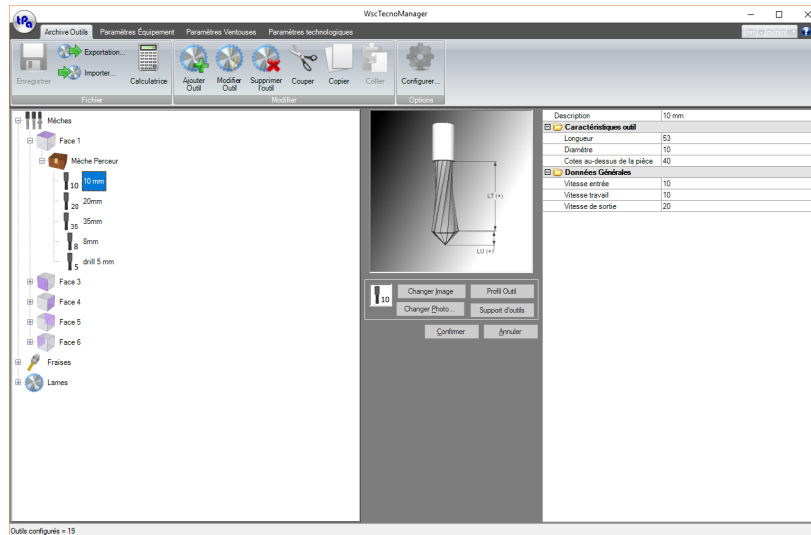 WscTecnoManager
Archive Outils Paramètres Équipement Paramètres Ventouses Paramètres technologiques
Enregistrer
Exportation...
Importer...
Calculatrice
Ajouter Outil
Modifier Outil
Supprimer l'outil
Couper
Copier
Coller
Configurer...
Fichier Modifier Options
Mèches
Face 1
Mèche Perceur
10 10 mm
20 20mm
35 35mm
8 8mm
5 drill 5 mm
Face 3
Face 4
Face 5
Face 6
Fraises
Lames
LT (+)
LU (+)
10
Changer Image Profil Outil
Changer Photo... Support d'outils
Confirmer Annuler
Description 10 mm
Caractéristiques outil
Longueur 53
Diamètre 10
Cotes au-dessus de la pièce 40
Données Générales
Vitesse entrée 10
Vitesse travail 10
Vitesse de sortie 20
Outils configurés = 19